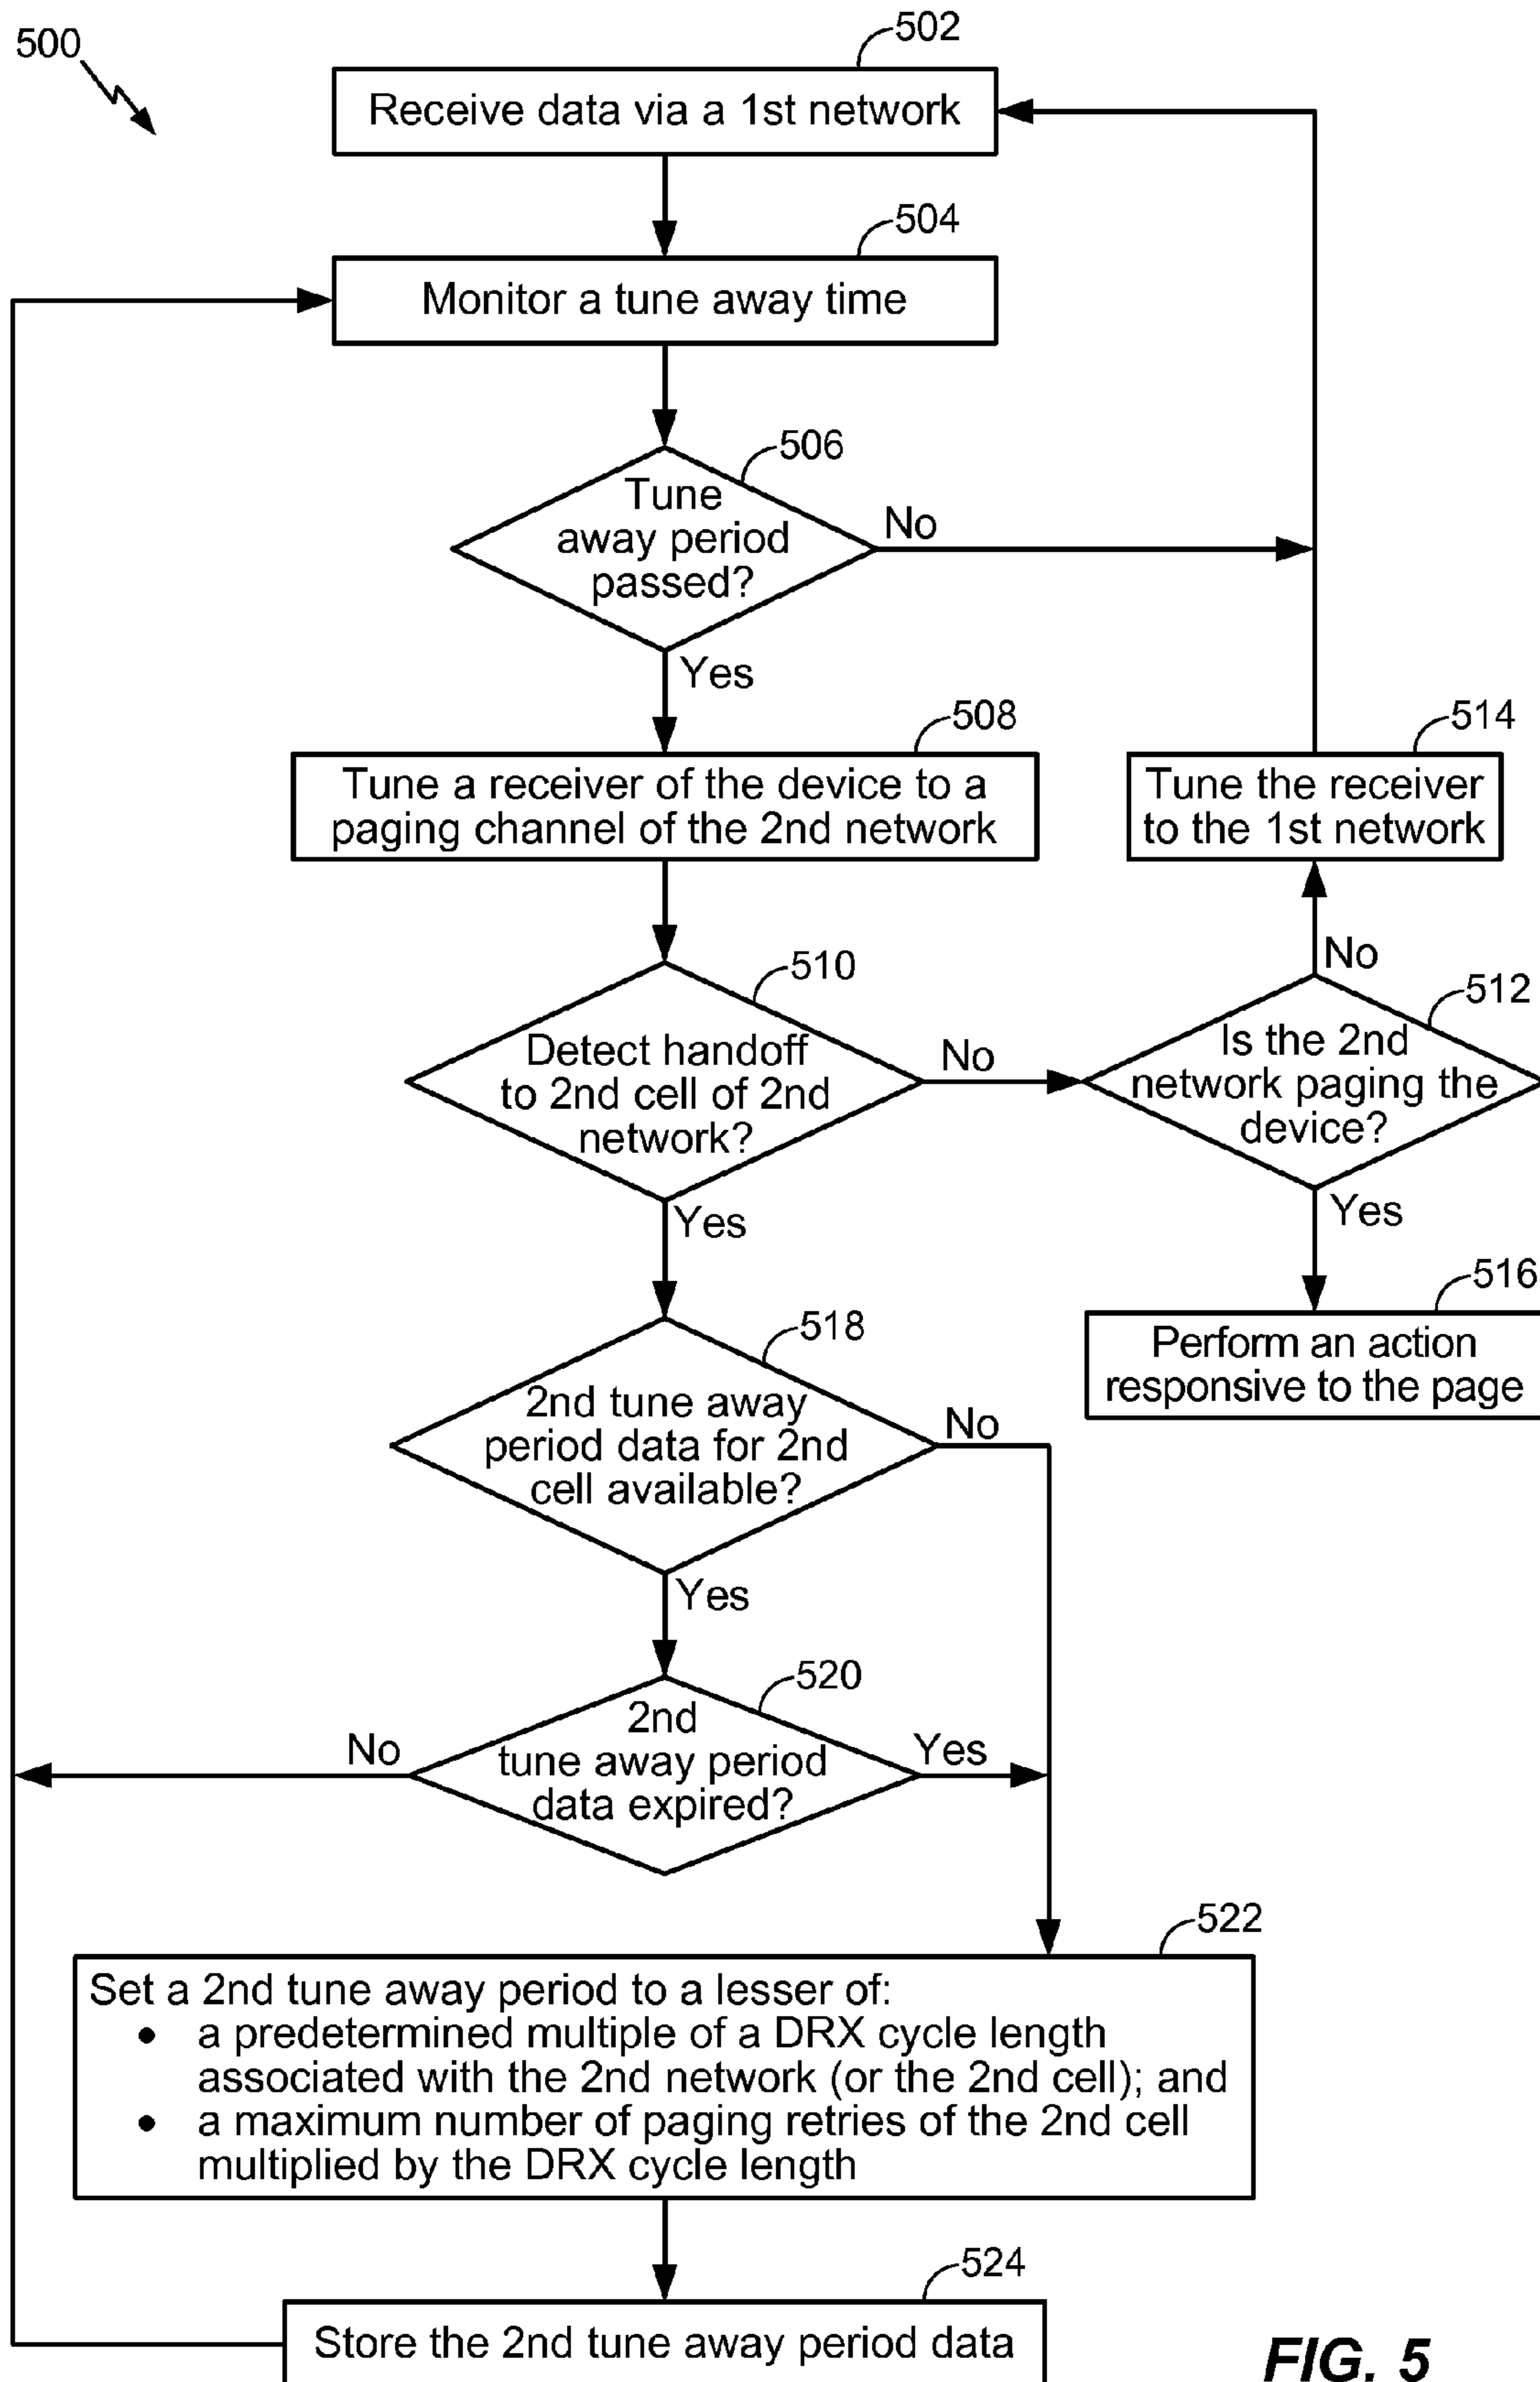 500
502
Receive data via a 1st network
504
Monitor a tune away time
506
Tune
away period
passed?
No
Yes
508
Tune a receiver of the device to a
paging channel of the 2nd network
514
Tune the receiver
to the 1st network
No
510
Detect handoff
to 2nd cell of 2nd
network?
No
512
Is the 2nd
network paging the
device?
Yes
Yes
516
Perform an action
responsive to the page
518
2nd tune away
period data for 2nd
cell available?
No
Yes
520
2nd
tune away period
data expired?
No
Yes
522
Set a 2nd tune away period to a lesser of:
• a predetermined multiple of a DRX cycle length
associated with the 2nd network (or the 2nd cell); and
• a maximum number of paging retries of the 2nd cell
multiplied by the DRX cycle length
524
Store the 2nd tune away period data
FIG. 5